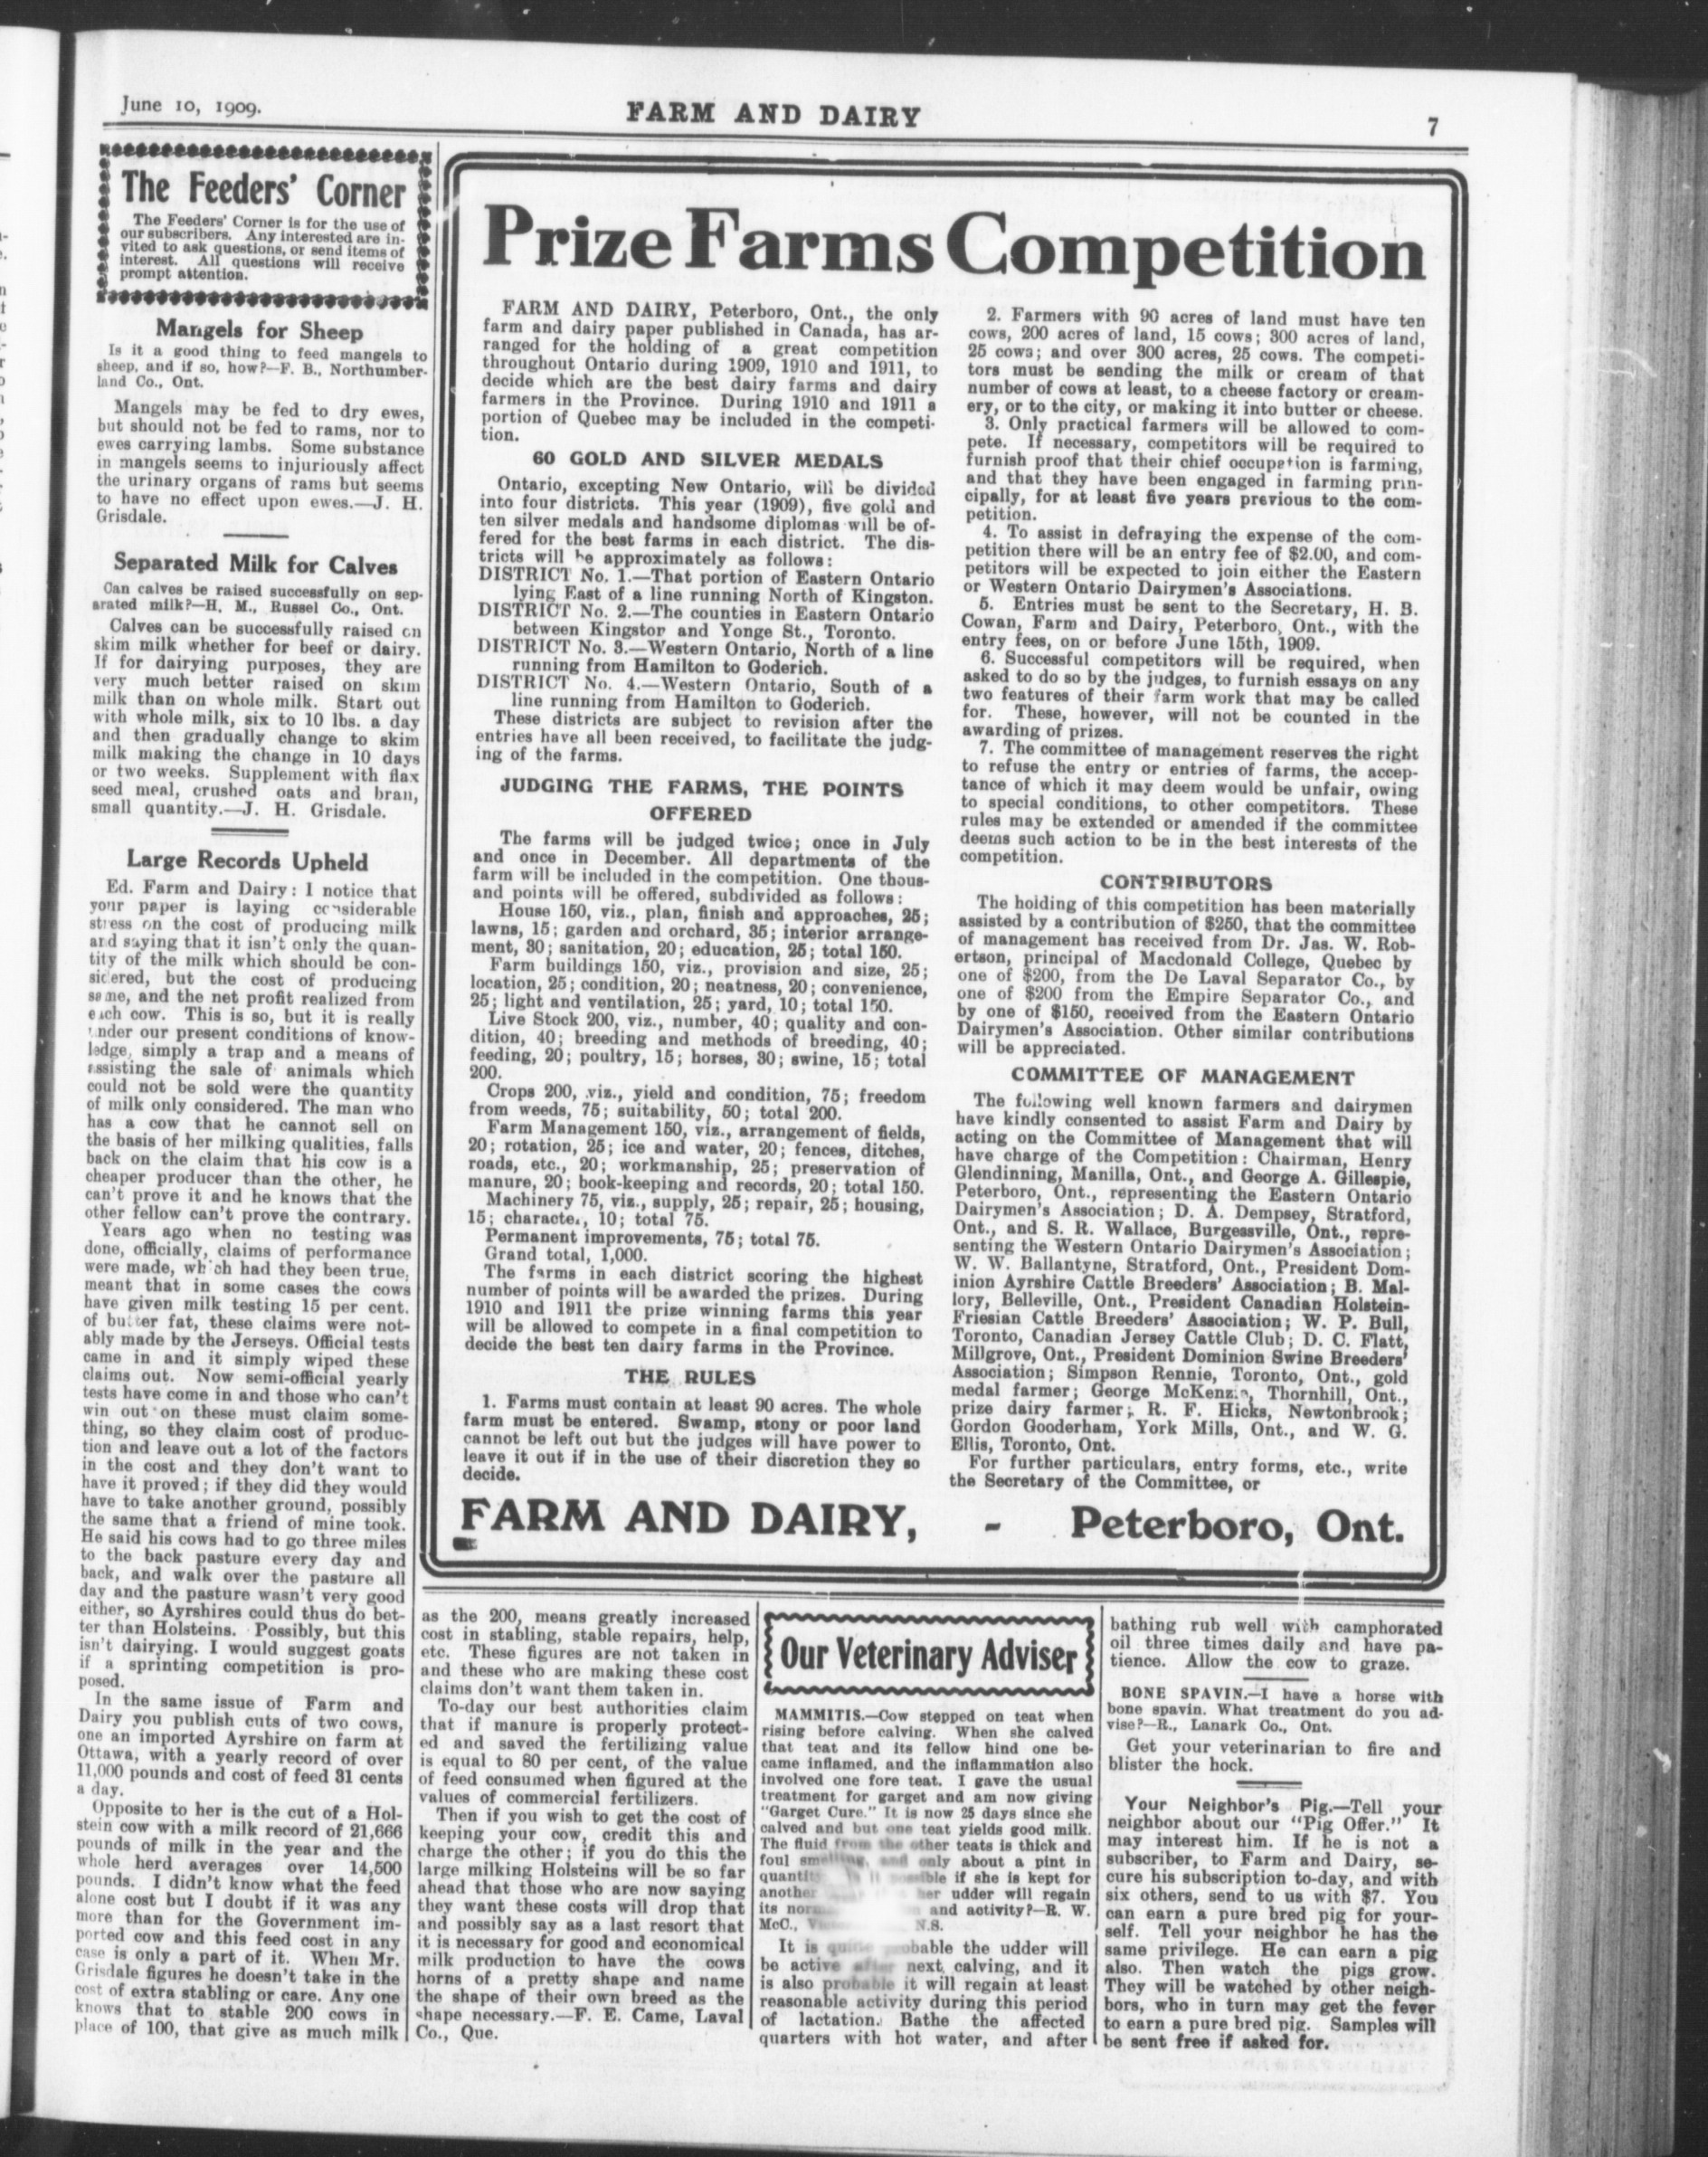 June 10, 1909.
FARM AND DAIRY
7
The Feeders' Corner
The Feeders' Corner is for the use of
our subscribers. Any interested are in-
vited to ask questions, or send items of
interest. All questions will receive
prompt attention.
Mangels for Sheep
Is it a good thing to feed mangels to
sheep, and if so, how?—F. B., Northumber-
land Co., Ont.
Mangels may be fed to dry ewes,
but should not be fed to rams, nor to
ewes carrying lambs. Some substance
in mangels seems to injuriously affect
the urinary organs of rams but seems
to have no effect upon ewes.—J. H.
Grisdale.
Separated Milk for Calves
Can calves be raised successfully on sep-
arated milk?—H. M., Russel Co., Ont.
Calves can be successfully raised on
skim milk whether for beef or dairy.
If for dairying purposes, they are
very much better raised on skim
milk than on whole milk. Start out
with whole milk, six to 10 lbs. a day
and then gradually change to skim
milk making the change in 10 days
or two weeks. Supplement with flax
seed meal, crushed oats and bran,
small quantity.—J. H. Grisdale.
Large Records Upheld
Ed. Farm and Dairy: I notice that
your paper is laying considerable
stress on the cost of producing milk
and saying that it isn't only the quan-
tity of the milk which should be con-
sidered, but the cost of producing
same, and the net profit realized from
each cow. This is so, but it is really
under our present conditions of know-
ledge, simply a trap and a means of
assisting the sale of animals which
could not be sold were the quantity
of milk only considered. The man who
has a cow that he cannot sell on
the basis of her milking qualities, falls
back on the claim that his cow is a
cheaper producer than the other, he
can't prove it and he knows that the
other fellow can't prove the contrary.
Years ago when no testing was
done, officially, claims of performance
were made, which had they been true,
meant that in some cases the cows
have given milk testing 15 per cent.
of butter fat, these claims were not-
ably made by the Jerseys. Official tests
came in and it simply wiped these
claims out. Now semi-official yearly
tests have come in and those who can't
win out on these must claim some-
thing, so they claim cost of produc-
tion and leave out a lot of the factors
in the cost and they don't want to
have it proved; if they did they would
have to take another ground, possibly
the same that a friend of mine took.
He said his cows had to go three miles
to the back pasture every day and
back, and walk over the pasture all
day and the pasture wasn't very good
either, so Ayrshires could thus do bet-
ter than Holsteins. Possibly, but this
isn't dairying. I would suggest goats
if a sprinting competition is pro-
posed.
In the same issue of Farm and
Dairy you publish cuts of two cows,
one an imported Ayrshire on farm at
Ottawa, with a yearly record of over
11,000 pounds and cost of feed 31 cents
a day.
Opposite to her is the cut of a Hol-
stein cow with a milk record of 21,666
pounds of milk in the year and the
whole herd averages over 14,500
pounds. I didn't know what the feed
alone cost but I doubt if it was any
more than for the Government im-
ported cow and this feed cost in any
case is only a part of it. When Mr.
Grisdale figures he doesn't take in the
cost of extra stabling or care. Any one
knows that to stable 200 cows in
place of 100, that give as much milk
as the 200, means greatly increased
cost in stabling, stable repairs, help,
etc. These figures are not taken in
and these who are making these cost
claims don't want them taken in.
To-day our best authorities claim
that if manure is properly protect-
ed and saved the fertilizing value
is equal to 80 per cent, of the value
of feed consumed when figured at the
values of commercial fertilizers.
Then if you wish to get the cost of
keeping your cow, credit this and
charge the other; if you do this the
large milking Holsteins will be so far
ahead that those who are now saying
they want these costs will drop that
and possibly say as a last resort that
it is necessary for good and economical
milk production to have the cows
horns of a pretty shape and name
the shape of their own breed as the
shape necessary.—F. E. Came, Laval
Co., Que.
Prize Farms Competition
FARM AND DAIRY, Peterboro, Ont., the only
farm and dairy paper published in Canada, has ar-
ranged for the holding of a great competition
throughout Ontario during 1909, 1910 and 1911, to
decide which are the best dairy farms and dairy
farmers in the Province. During 1910 and 1911 a
portion of Quebec may be included in the competi-
tion.
60 GOLD AND SILVER MEDALS
Ontario, excepting New Ontario, will be divided
into four districts. This year (1909), five gold and
ten silver medals and handsome diplomas will be of-
fered for the best farms in each district. The dis-
tricts will be approximately as follows:
DISTRICT No. 1.—That portion of Eastern Ontario
lying East of a line running North of Kingston.
DISTRICT No. 2.—The counties in Eastern Ontario
between Kingston and Yonge St., Toronto.
DISTRICT No. 3.—Western Ontario, North of a line
running from Hamilton to Goderich.
DISTRICT No. 4.—Western Ontario, South of a
line running from Hamilton to Goderich.
These districts are subject to revision after the
entries have all been received, to facilitate the judg-
ing of the farms.
JUDGING THE FARMS, THE POINTS
OFFERED
The farms will be judged twice; once in July
and once in December. All departments of the
farm will be included in the competition. One thous-
and points will be offered, subdivided as follows:
House 150, viz., plan, finish and approaches, 25;
lawns, 15; garden and orchard, 35; interior arrange-
ment, 30; sanitation, 20; education, 25; total 150.
Farm buildings 150, viz., provision and size, 25;
location, 25; condition, 20; neatness, 20; convenience,
25; light and ventilation, 25; yard, 10; total 150.
Live Stock 200, viz., number, 40; quality and con-
dition, 40; breeding and methods of breeding, 40;
feeding, 20; poultry, 15; horses, 30; swine, 15; total
200.
Crops 200, viz., yield and condition, 75; freedom
from weeds, 75; suitability, 50; total 200.
Farm Management 150, viz., arrangement of fields,
20; rotation, 25; ice and water, 20; fences, ditches,
roads, etc., 20; workmanship, 25; preservation of
manure, 20; book-keeping and records, 20; total 150.
Machinery 75, viz., supply, 25; repair, 25; housing,
15; character, 10; total 75.
Permanent improvements, 75; total 75.
Grand total, 1,000.
The farms in each district scoring the highest
number of points will be awarded the prizes. During
1910 and 1911 the prize winning farms this year
will be allowed to compete in a final competition to
decide the best ten dairy farms in the Province.
THE RULES
1. Farms must contain at least 90 acres. The whole
farm must be entered. Swamp, stony or poor land
cannot be left out but the judges will have power to
leave it out if in the use of their discretion they so
decide.
2. Farmers with 90 acres of land must have ten
cows, 200 acres of land, 15 cows; 300 acres of land,
25 cows; and over 300 acres, 25 cows. The competi-
tors must be sending the milk or cream of that
number of cows at least, to a cheese factory or cream-
ery, or to the city, or making it into butter or cheese.
3. Only practical farmers will be allowed to com-
pete. If necessary, competitors will be required to
furnish proof that their chief occupation is farming,
and that they have been engaged in farming prin-
cipally, for at least five years previous to the com-
petition.
4. To assist in defraying the expense of the com-
petition there will be an entry fee of $2.00, and com-
petitors will be expected to join either the Eastern
or Western Ontario Dairymen's Associations.
5. Entries must be sent to the Secretary, H. B.
Cowan, Farm and Dairy, Peterboro, Ont., with the
entry fees, on or before June 15th, 1909.
6. Successful competitors will be required, when
asked to do so by the judges, to furnish essays on any
two features of their farm work that may be called
for. These, however, will not be counted in the
awarding of prizes.
7. The committee of management reserves the right
to refuse the entry or entries of farms, the accep-
tance of which it may deem would be unfair, owing
to special conditions, to other competitors. These
rules may be extended or amended if the committee
deems such action to be in the best interests of the
competition.
CONTRIBUTORS
The holding of this competition has been materially
assisted by a contribution of $250, that the committee
of management has received from Dr. Jas. W. Rob-
ertson, principal of Macdonald College, Quebec by
one of $200, from the De Laval Separator Co., by
one of $200 from the Empire Separator Co., and
by one of $150, received from the Eastern Ontario
Dairymen's Association. Other similar contributions
will be appreciated.
COMMITTEE OF MANAGEMENT
The following well known farmers and dairymen
have kindly consented to assist Farm and Dairy by
acting on the Committee of Management that will
have charge of the Competition: Chairman, Henry
Glendinning, Manilla, Ont., and George A. Gillespie,
Peterboro, Ont., representing the Eastern Ontario
Dairymen's Association; D. A. Dempsey, Stratford,
Ont., and S. R. Wallace, Burgessville, Ont., repre-
senting the Western Ontario Dairymen's Association;
W. W. Ballantyne, Stratford, Ont., President Dom-
inion Ayrshire Cattle Breeders' Association; B. Mal-
lory, Belleville, Ont., President Canadian Holstein-
Friesian Cattle Breeders' Association; W. P. Bull,
Toronto, Canadian Jersey Cattle Club; D. C. Flatt,
Millgrove, Ont., President Dominion Swine Breeders'
Association; Simpson Rennie, Toronto, Ont., gold
medal farmer; George McKenzie, Thornhill, Ont.,
prize dairy farmer; R. F. Hicks, Newtonbrook;
Gordon Gooderham, York Mills, Ont., and W. G.
Ellis, Toronto, Ont.
For further particulars, entry forms, etc., write
the Secretary of the Committee, or
FARM AND DAIRY, - Peterboro, Ont.
Our Veterinary Adviser
MAMMITIS.—Cow stepped on teat when
rising before calving. When she calved
that teat and its fellow hind one be-
came inflamed, and the inflammation also
involved one fore teat. I gave the usual
treatment for garget and am now giving
"Garget Cure." It is now 25 days since she
calved and but one teat yields good milk.
The fluid from the other teats is thick and
foul smelling, and only about a pint in
quantity. Is it possible if she is kept for
another her udder will regain
its and activity?—R. W.
McC., N.S.
It is quite probable the udder will
be active after next calving, and it
is also probable it will regain at least
reasonable activity during this period
of lactation. Bathe the affected
quarters with hot water, and after
bathing rub well with camphorated
oil three times daily and have pa-
tience. Allow the cow to graze.
BONE SPAVIN.—I have a horse with
bone spavin. What treatment do you ad-
vise?—R., Lanark Co., Ont.
Get your veterinarian to fire and
blister the hock.
Your Neighbor's Pig.—Tell your
neighbor about our "Pig Offer." It
may interest him. If he is not a
subscriber, to Farm and Dairy, se-
cure his subscription to-day, and with
six others, send to us with $7. You
can earn a pure bred pig for your-
self. Tell your neighbor he has the
same privilege. He can earn a pig
also. Then watch the pigs grow.
They will be watched by other neigh-
bors, who in turn may get the fever
to earn a pure bred pig. Samples will
be sent free if asked for.